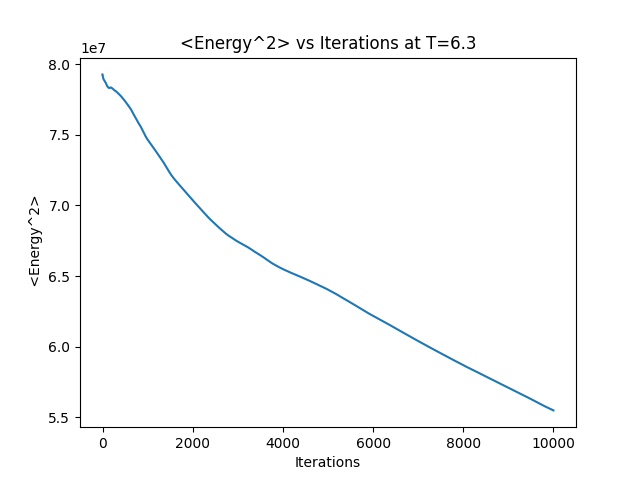 <Energy^2> vs Iterations at T=6.3
1e7
8.0
7.5
7.0
6.5
6.0
5.5
<Energy^2>
0 2000 4000 6000 8000 10000
Iterations